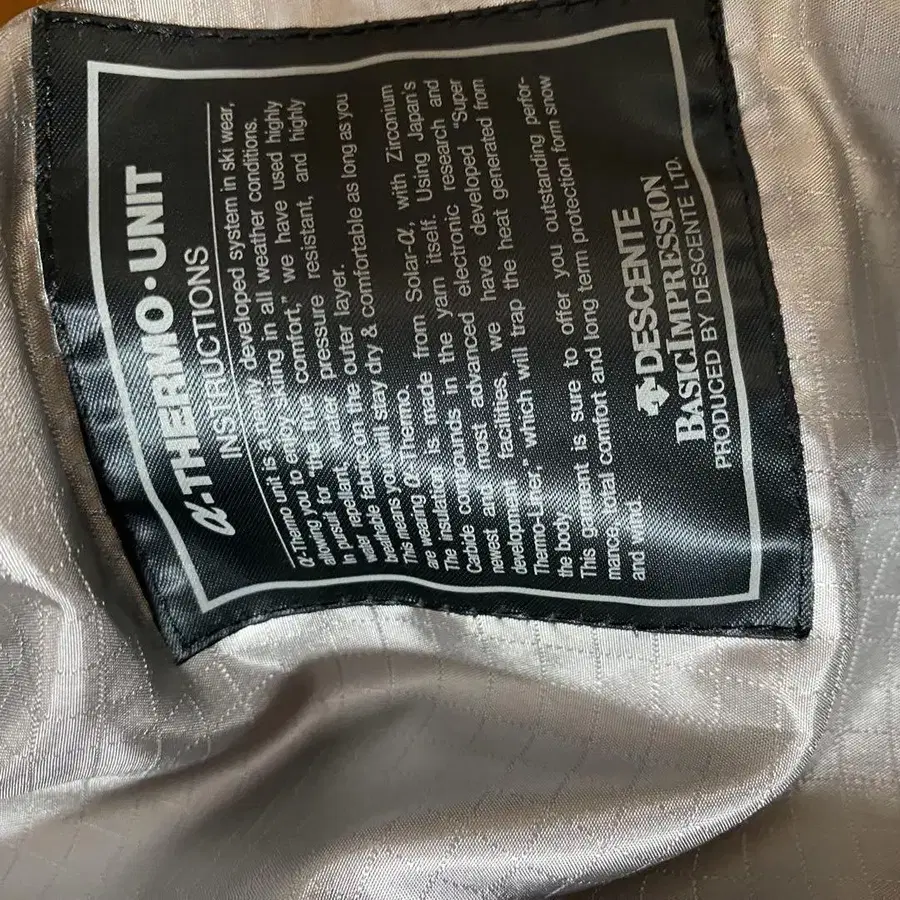 α-THERMO•UNIT
INSTRUCTIONS
α-Thermo unit is a newly developed system in ski wear,
allowing you to enjoy skiing in all weather conditions.
In pursuit for "the true comfort," we have used highly
water repellant, water pressure resistant, and highly
breathable fabric on the outer layer.
This means you will stay dry & comfortable as long as you
are wearing α-Thermo.
The insulation is made from Solar-α, with Zirconium
Carbide compounds in the yarn itself. Using Japan's
newest and most advanced electronic research and
development facilities, we have developed "Super
Thermo-Liner," which will trap the heat generated from
the body.
This garment is sure to offer you outstanding perfor-
mance, total comfort and long term protection form snow
and wind.
DESCENTE
BASIC IMPRESSION
PRODUCED BY DESCENTE LTD.